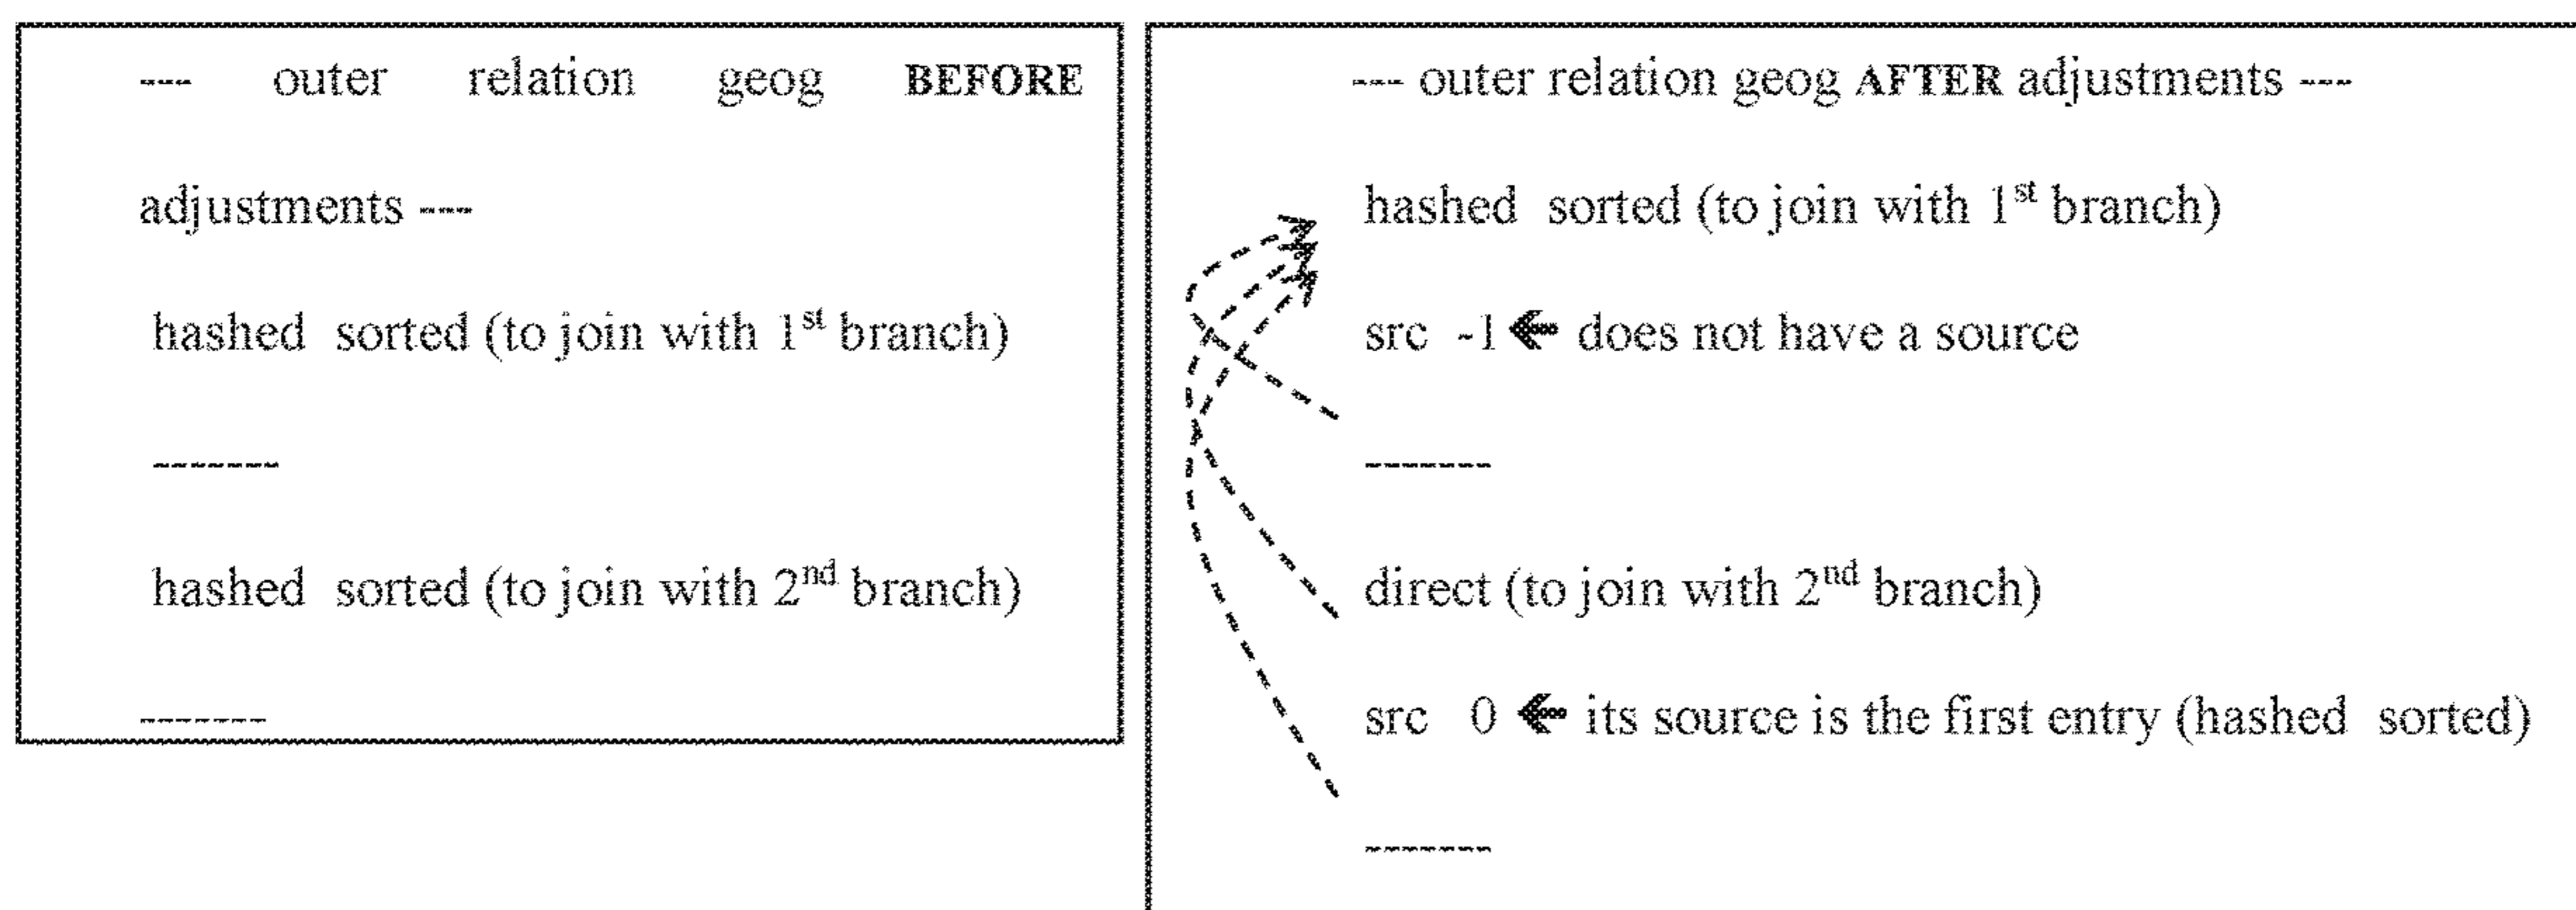 --- outer relation geog BEFORE
adjustments ---
hashed sorted (to join with 1st branch)
-------
hashed sorted (to join with 2nd branch)
-------
--- outer relation geog AFTER adjustments ---
hashed sorted (to join with 1st branch)
src -1 ← does not have a source
-------
direct (to join with 2nd branch)
src 0 ← its source is the first entry (hashed sorted)
-------